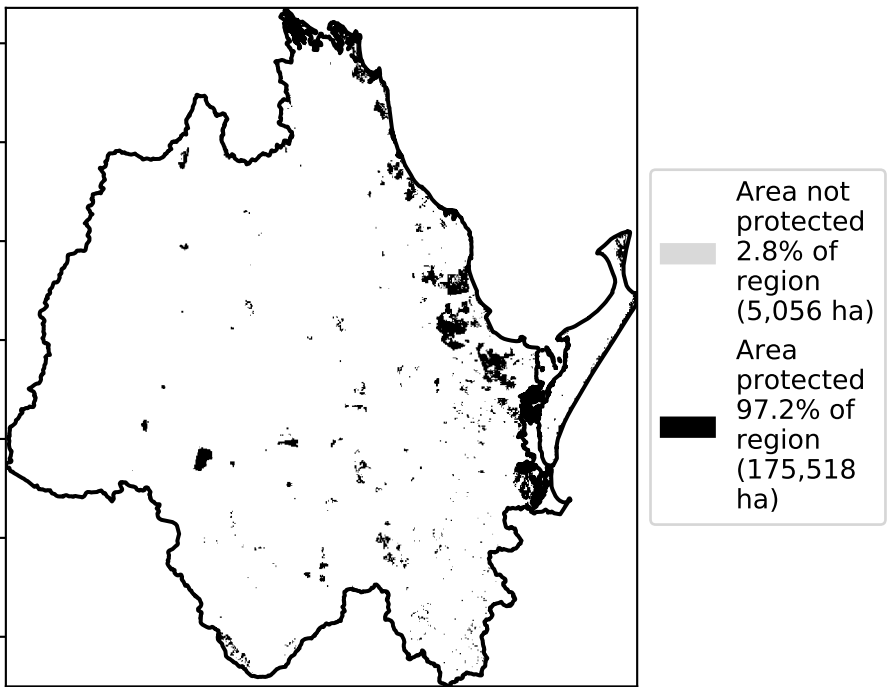 Area not
protected
2.8% of
region
(5,056 ha)
Area
protected
97.2% of
region
(175,518
ha)